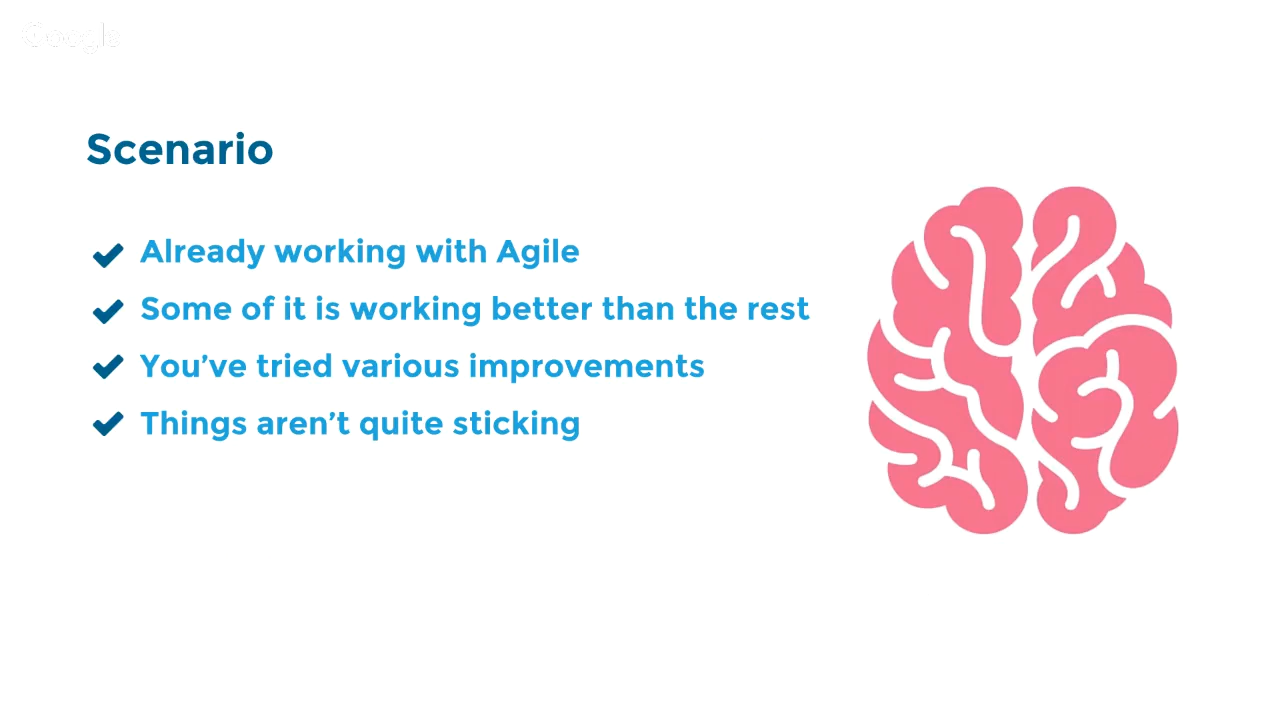 Google
Scenario
Already working with Agile
Some of it is working better than the rest
You’ve tried various improvements
Things aren’t quite sticking